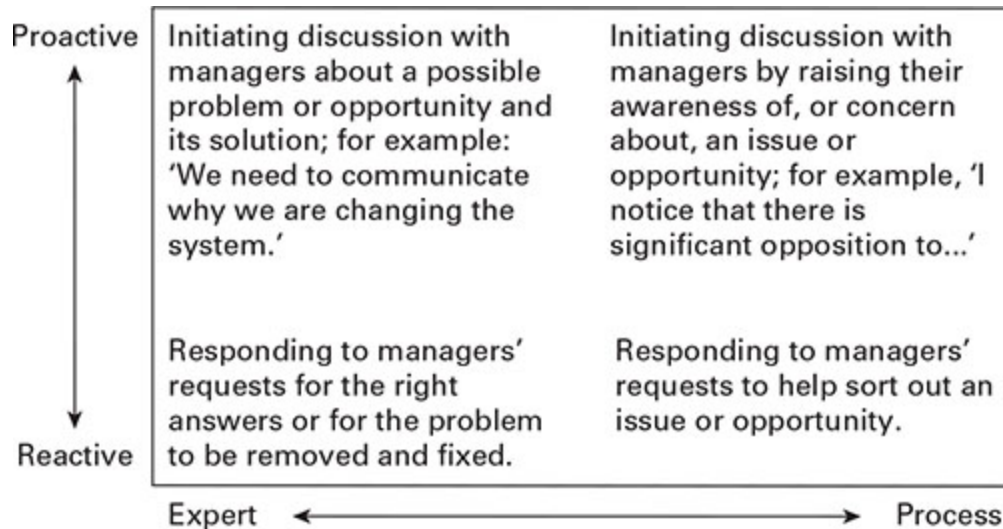 Proactive
Initiating discussion with
managers about a possible
problem or opportunity and
its solution; for example:
‘We need to communicate
why we are changing the
system.’
Initiating discussion with
managers by raising their
awareness of, or concern
about, an issue or
opportunity; for example, ‘I
notice that there is
significant opposition to...’
Responding to managers’
requests for the right
answers or for the problem
to be removed and fixed.
Responding to managers’
requests to help sort out an
issue or opportunity.
Reactive
Expert
Process